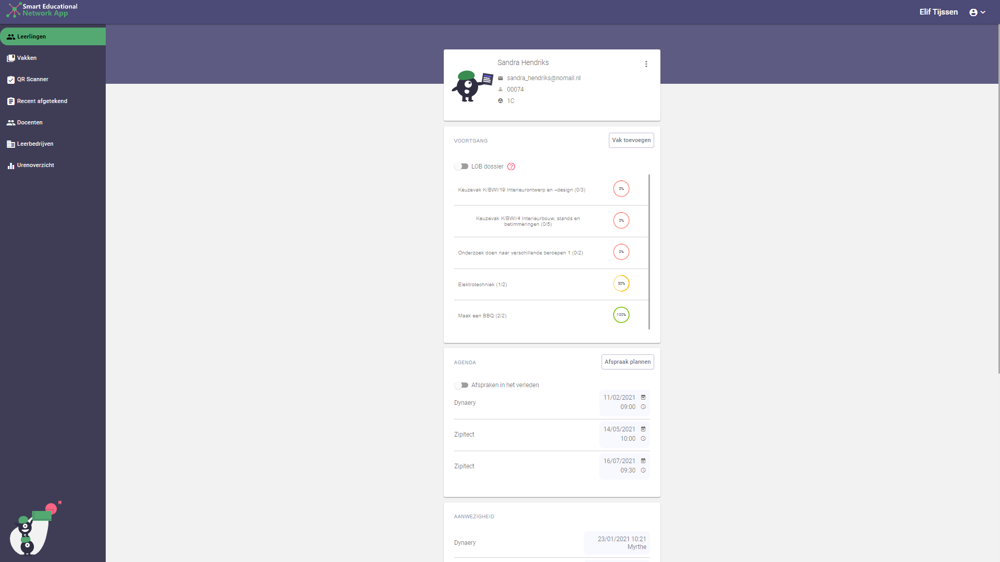 Smart Educational
Network App
Elif Tijssen
Leerlingen
Vakken
QR Scanner
Recent afgetekend
Docenten
Leerbedrijven
Urenoverzicht
Sandra Hendriks
sandra_hendriks@nomail.nl
00074
1C
VOORTGANG
Vak toevoegen
LOB dossier
Keuzevak K/BWI/19 Interieurontwerp en –design (0/3)
0%
Keuzevak K/BWI/4 Interieurbouw, stands en
betimmeringen (0/5)
0%
Onderzoek doen naar verschillende beroepen 1 (0/2)
0%
Elektrotechniek (1/2)
50%
Maak een BBQ (2/2)
100%
AGENDA
Afspraak plannen
Afspraken in het verleden
Dynaery
11/02/2021
09:00
Zipitect
14/05/2021
10:00
Zipitect
16/07/2021
09:30
AANWEZIGHEID
Dynaery
23/01/2021 10:21
Myrthe